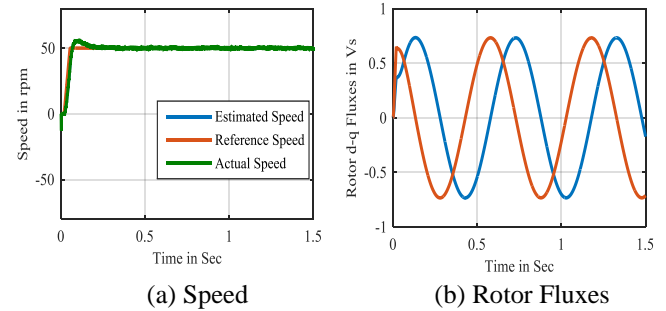 Speed in rpm
50
0
-50
0
0.5
1
1.5
Time in Sec
Estimated Speed
Reference Speed
Actual Speed
(a) Speed
Rotor d-q Fluxes in Vs
1
0.5
0
-0.5
-1
0
0.5
1
1.5
Time in Sec
(b) Rotor Fluxes